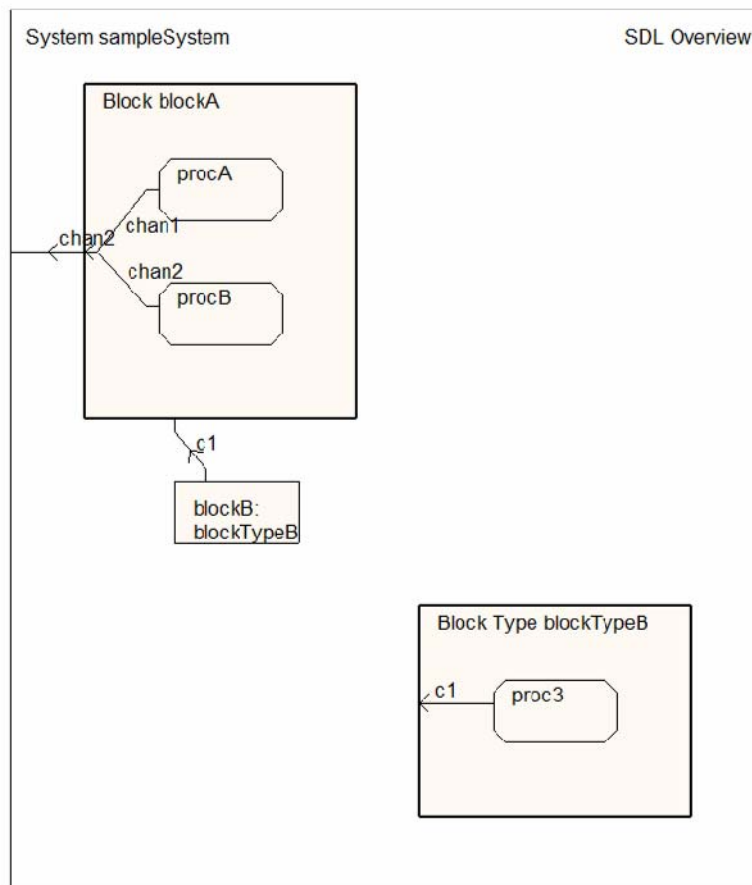 System sampleSystem
SDL Overview
Block blockA
procA
chan1
chan2
chan2
procB
c1
blockB:
blockTypeB
Block Type blockTypeB
c1
proc3